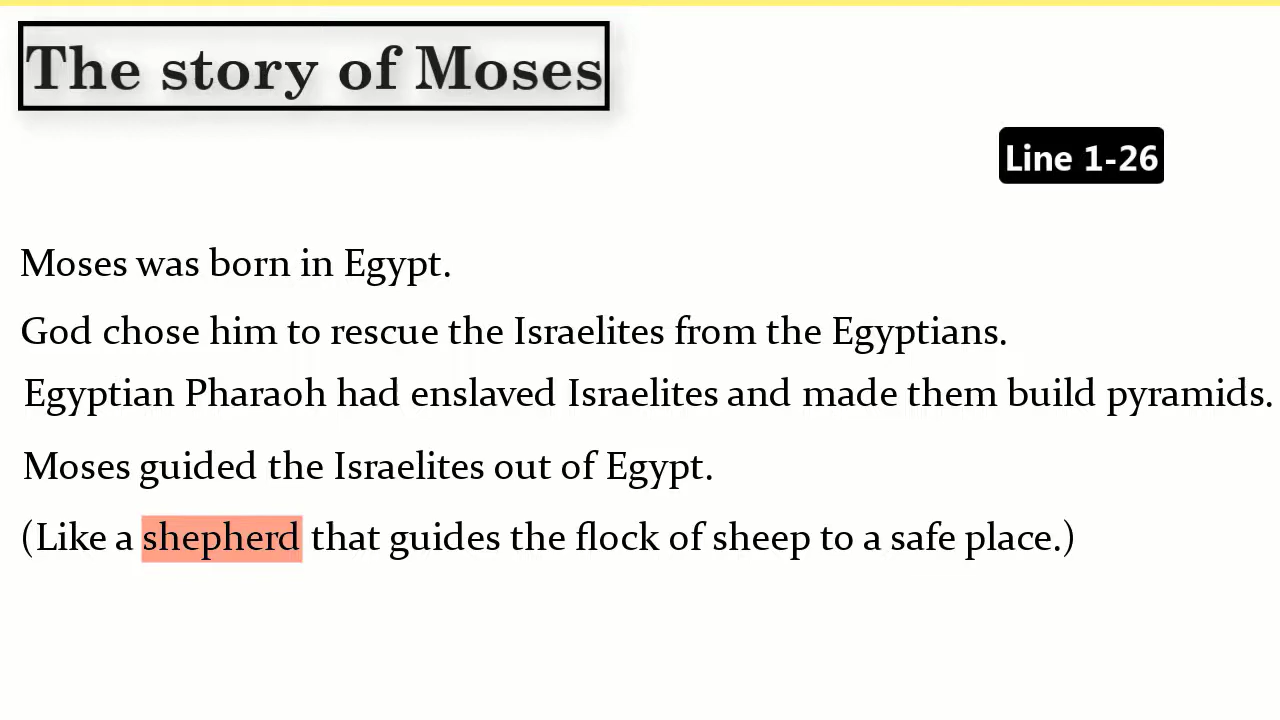 The story of Moses
Line 1-26
Moses was born in Egypt.
God chose him to rescue the Israelites from the Egyptians.
Egyptian Pharaoh had enslaved Israelites and made them build pyramids.
Moses guided the Israelites out of Egypt.
(Like a shepherd that guides the flock of sheep to a safe place.)